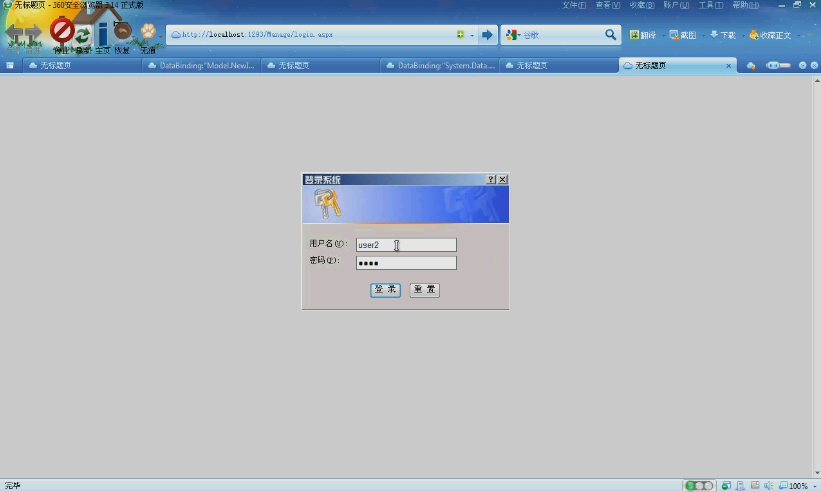 无标题页 - 360安全浏览器 3.14 正式版
文件(F) 查看(V) 收藏(B) 账户(U) 工具(T) 帮助(H)
停止 刷新 主页 恢复
http://localhost:1293/Manage/login.aspx
谷歌
翻译 截图 下载 收藏正文
无标题页
DataBinding:"Model.NewI...
无标题页
DataBinding:"System.Data....
无标题页
无标题页
登录系统
用户名(U): user2
密码(P): ●●●●
登 录 重 置
完毕
100%